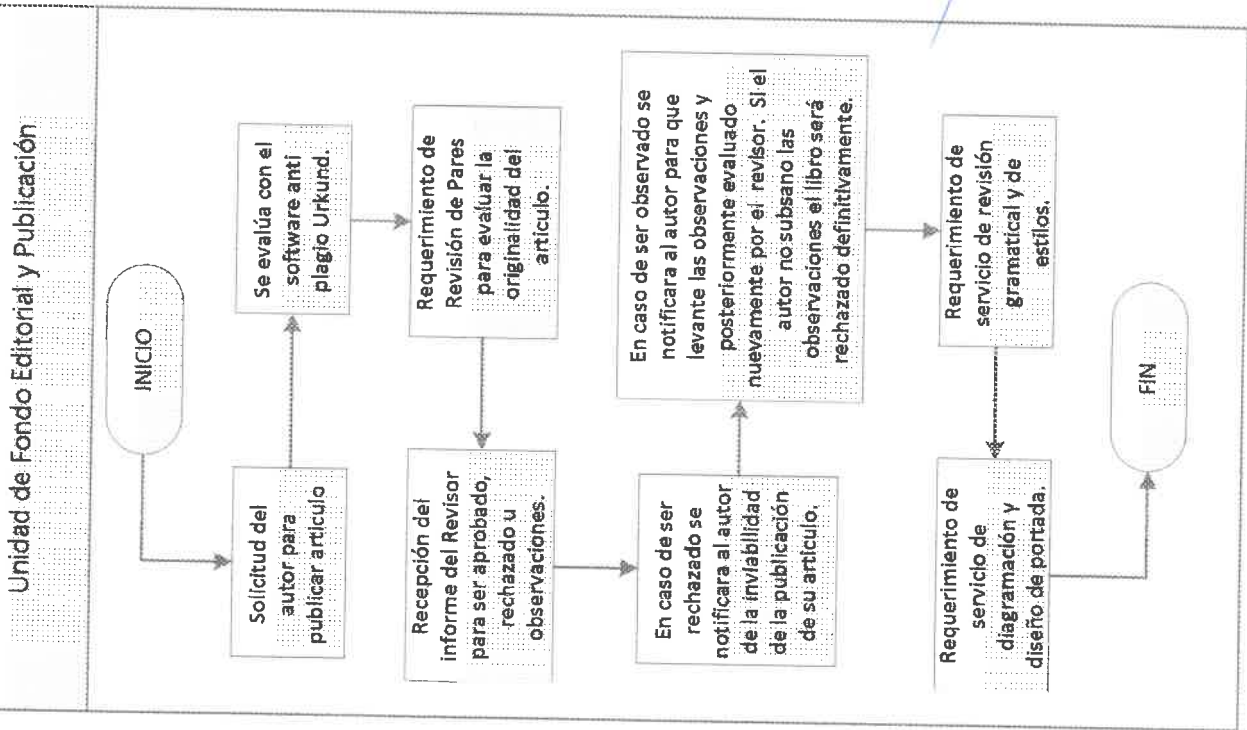 Unidad de Fondo Editorial y Publicación
INICIO
Solicitud del
autor para
publicar articulo
Se evalúa con el
software anti
plagio Urkund.
Requerimiento de
Revisión de Pares
para evaluar la
originalidad del
articulo.
Recepción del
informe del Revisor
para ser aprobado,
rechazado u
observaciones.
En caso de ser
rechazado se
notificara al autor
de la inviabilidad
de la publicación
de su artículo.
En caso de ser observado se
notificara al autor para que
levante las observaciones y
posteriormente evaluado
nuevamente por el revisor. Si el
autor no subsano las
observaciones el libro será
rechazado definitivamente.
Requerimiento de
servicio de revisión
gramatical y de
estilos.
Requerimiento de
servicio de
diagramación y
diseño de portada.
FIN